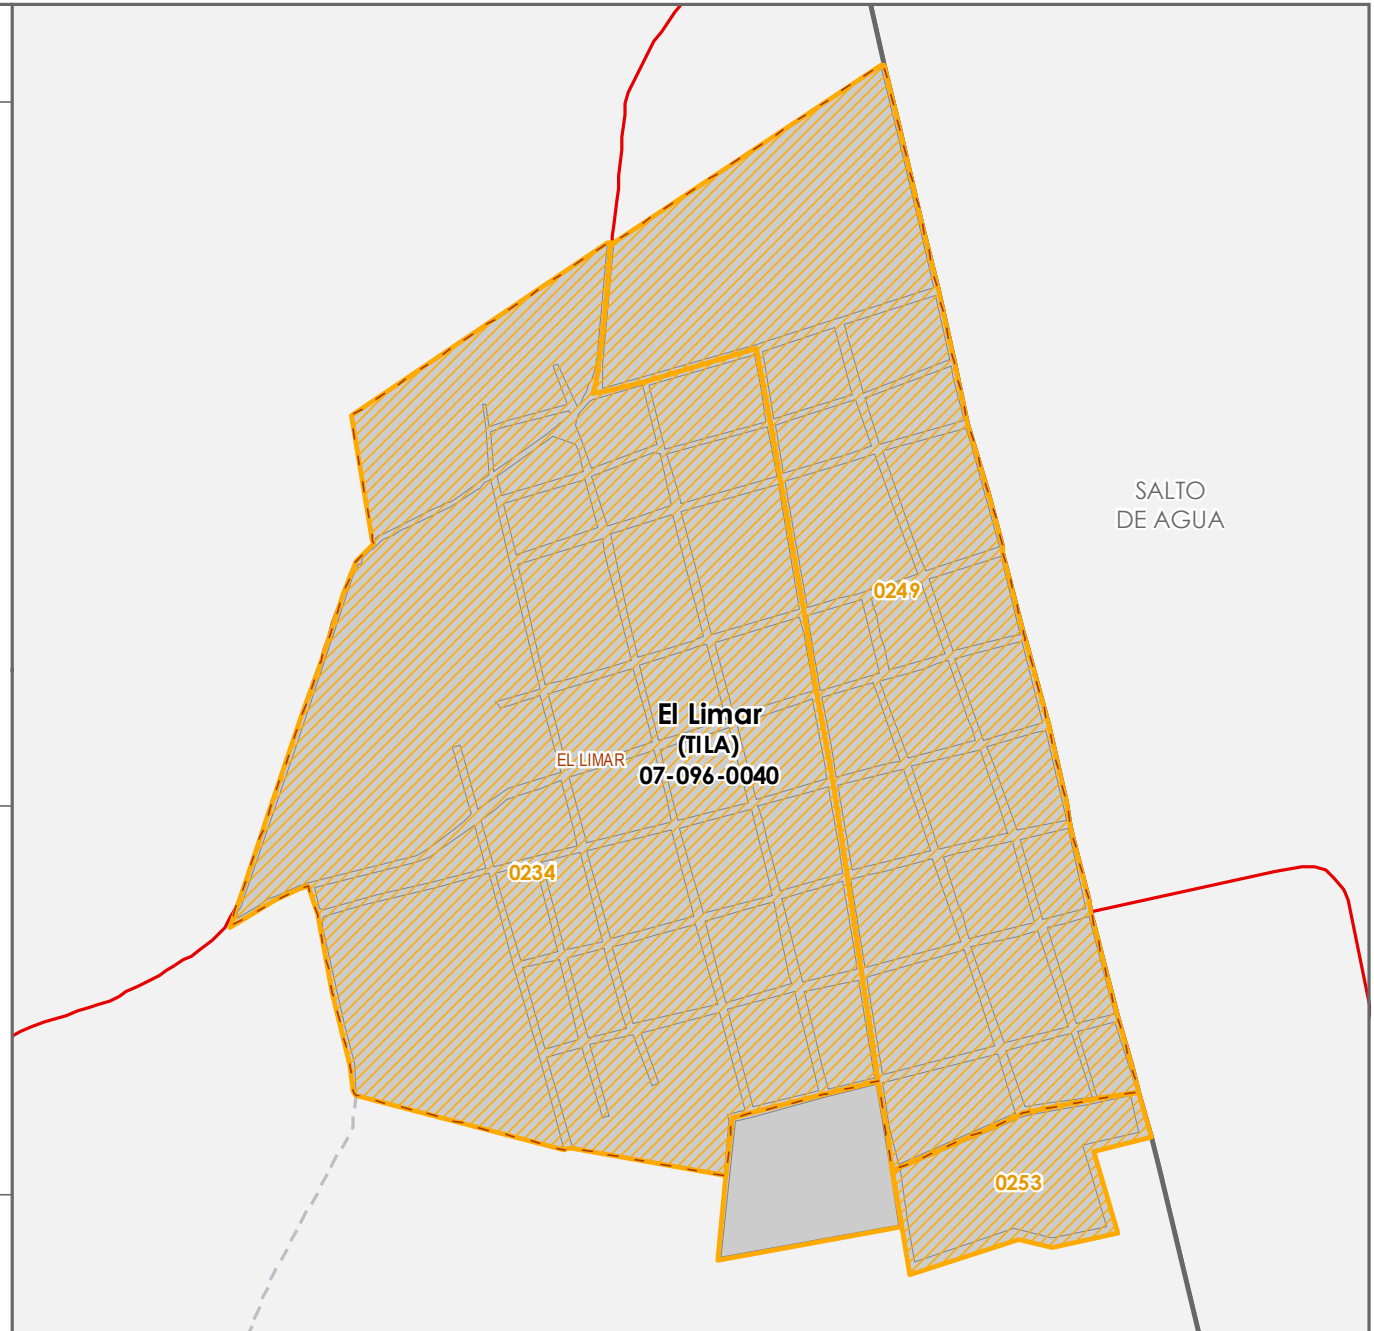 SALTO
DE AGUA
0249
El Limar
(TILA)
EL LIMAR
07-096-0040
0234
0253